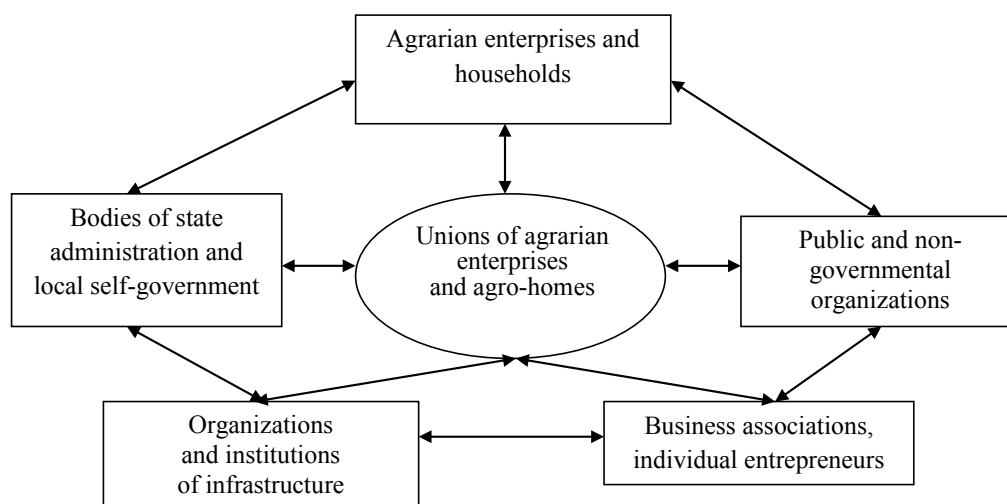 Agrarian enterprises and
households
Bodies of state
administration and
local self-government
Unions of agrarian
enterprises
and agro-homes
Public and non-
governmental
organizations
Organizations
and institutions
of infrastructure
Business associations,
individual entrepreneurs